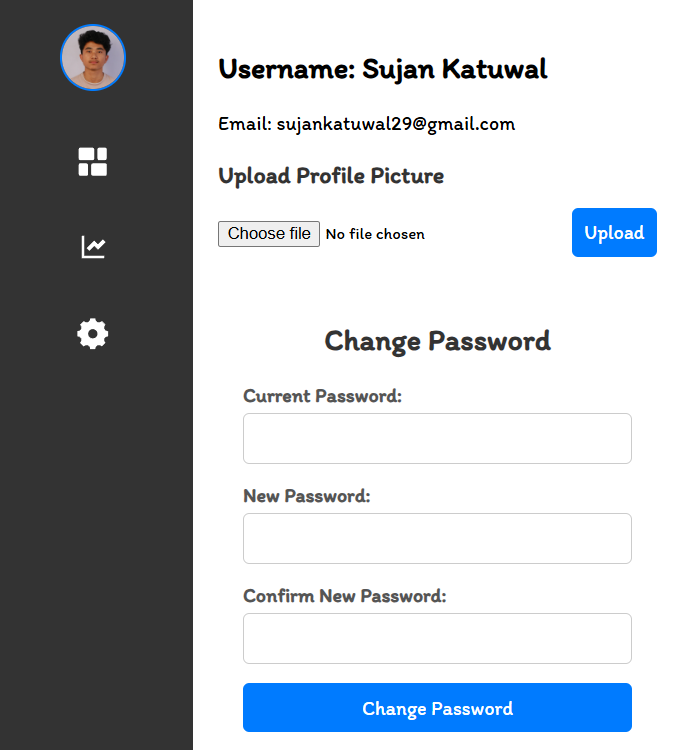 Username: Sujan Katuwal
Email: sujankatuwal29@gmail.com
Upload Profile Picture
Choose file No file chosen Upload
Change Password
Current Password:
New Password:
Confirm New Password:
Change Password